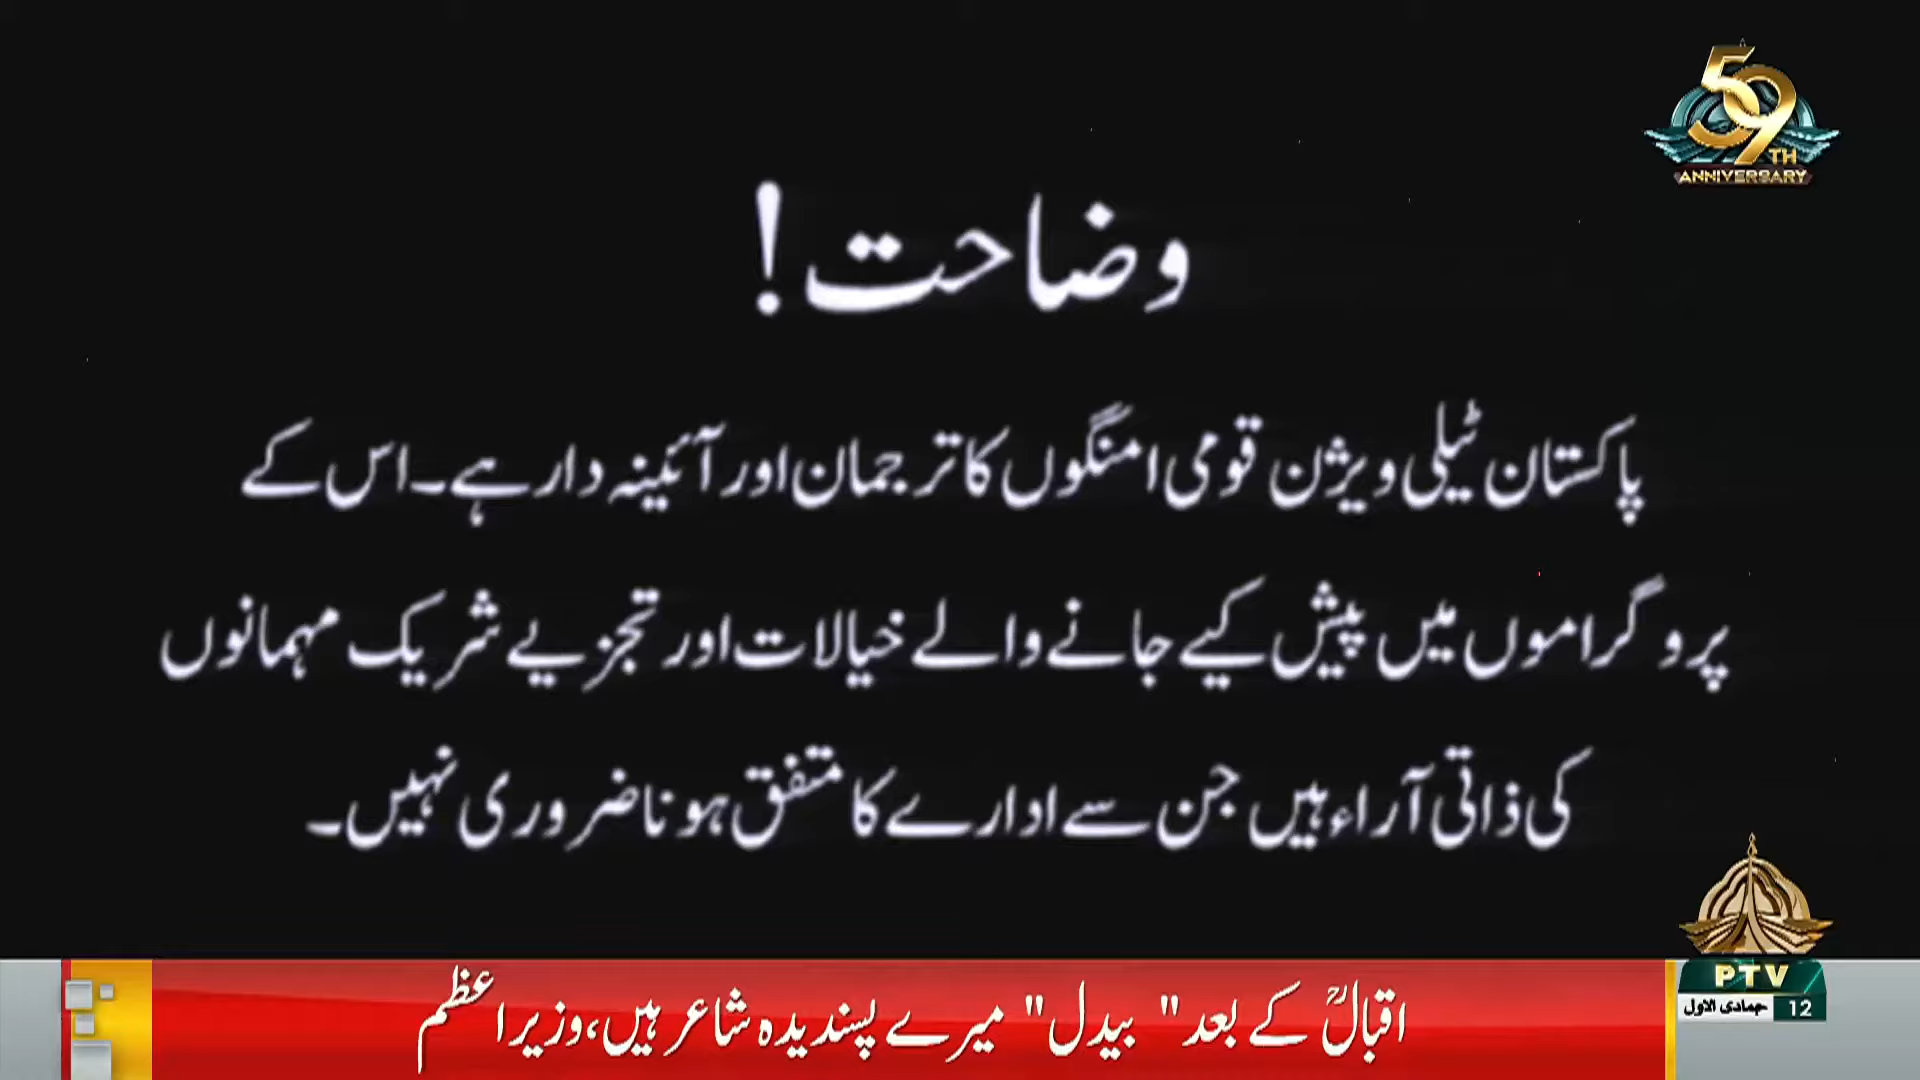 59TH
ANNIVERSARY
وضاحت!
پاکستان ٹیلی ویژن قومی امنگوں کا ترجمان اور آئینہ دار ہے۔ اس کے
پروگراموں میں پیش کیے جانے والے خیالات اور تجزیے شریک مہمانوں
کی ذاتی آراء ہیں جن سے ادارے کا متفق ہونا ضروری نہیں۔
PTV
12 جمادی الاول
اقبالؒ کے بعد " بیدل" میرے پسندیدہ شاعر ہیں،وزیراعظم